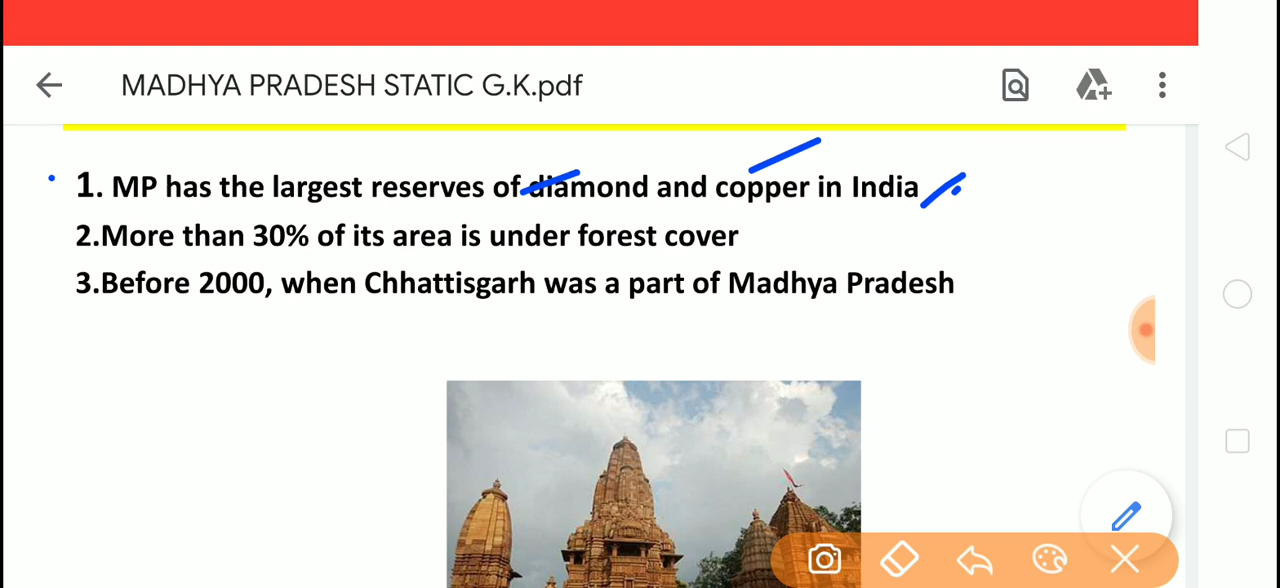 MADHYA PRADESH STATIC G.K.pdf
1. MP has the largest reserves of diamond and copper in India
2.More than 30% of its area is under forest cover
3.Before 2000, when Chhattisgarh was a part of Madhya Pradesh